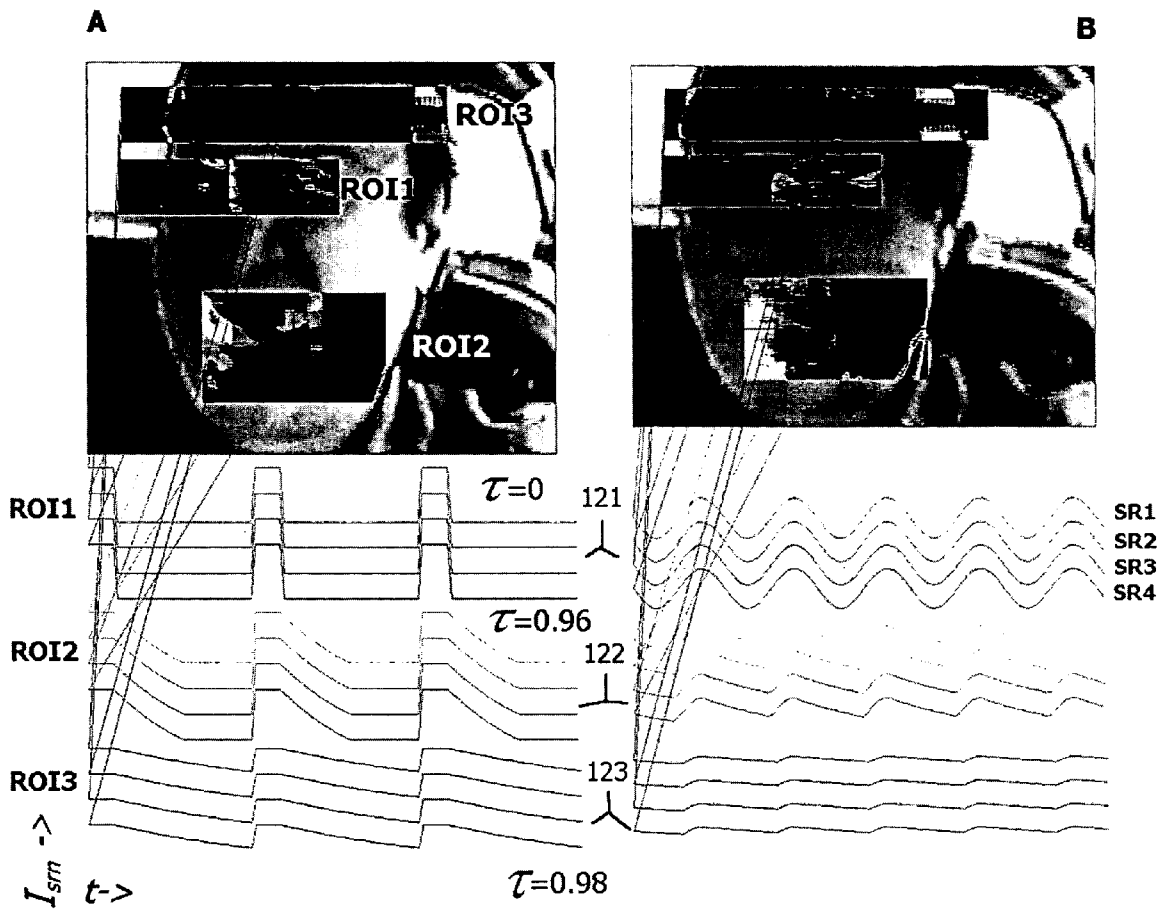 A
B
ROI3
ROI1
ROI2
τ=0
121
ROI1
SR1
SR2
SR3
SR4
τ=0.96
ROI2
122
ROI3
123
I_srn ->
t->
τ=0.98